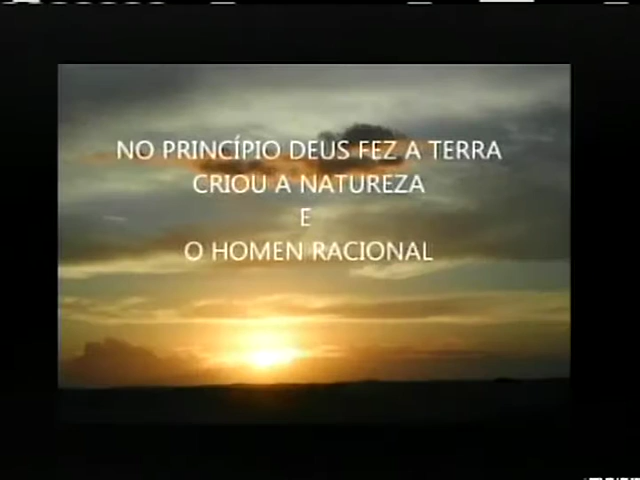 NO PRINCÍPIO DEUS FEZ A TERRA
CRIOU A NATUREZA
E
O HOMEN RACIONAL